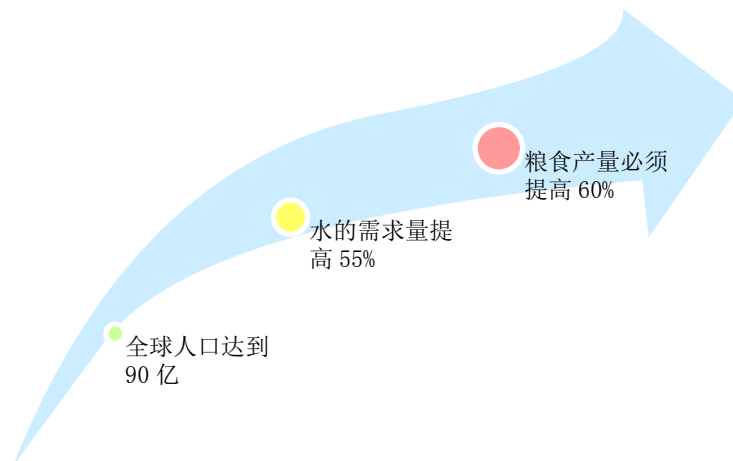 粮食产量必须
提高 60%
水的需求量提
高 55%
全球人口达到
90 亿